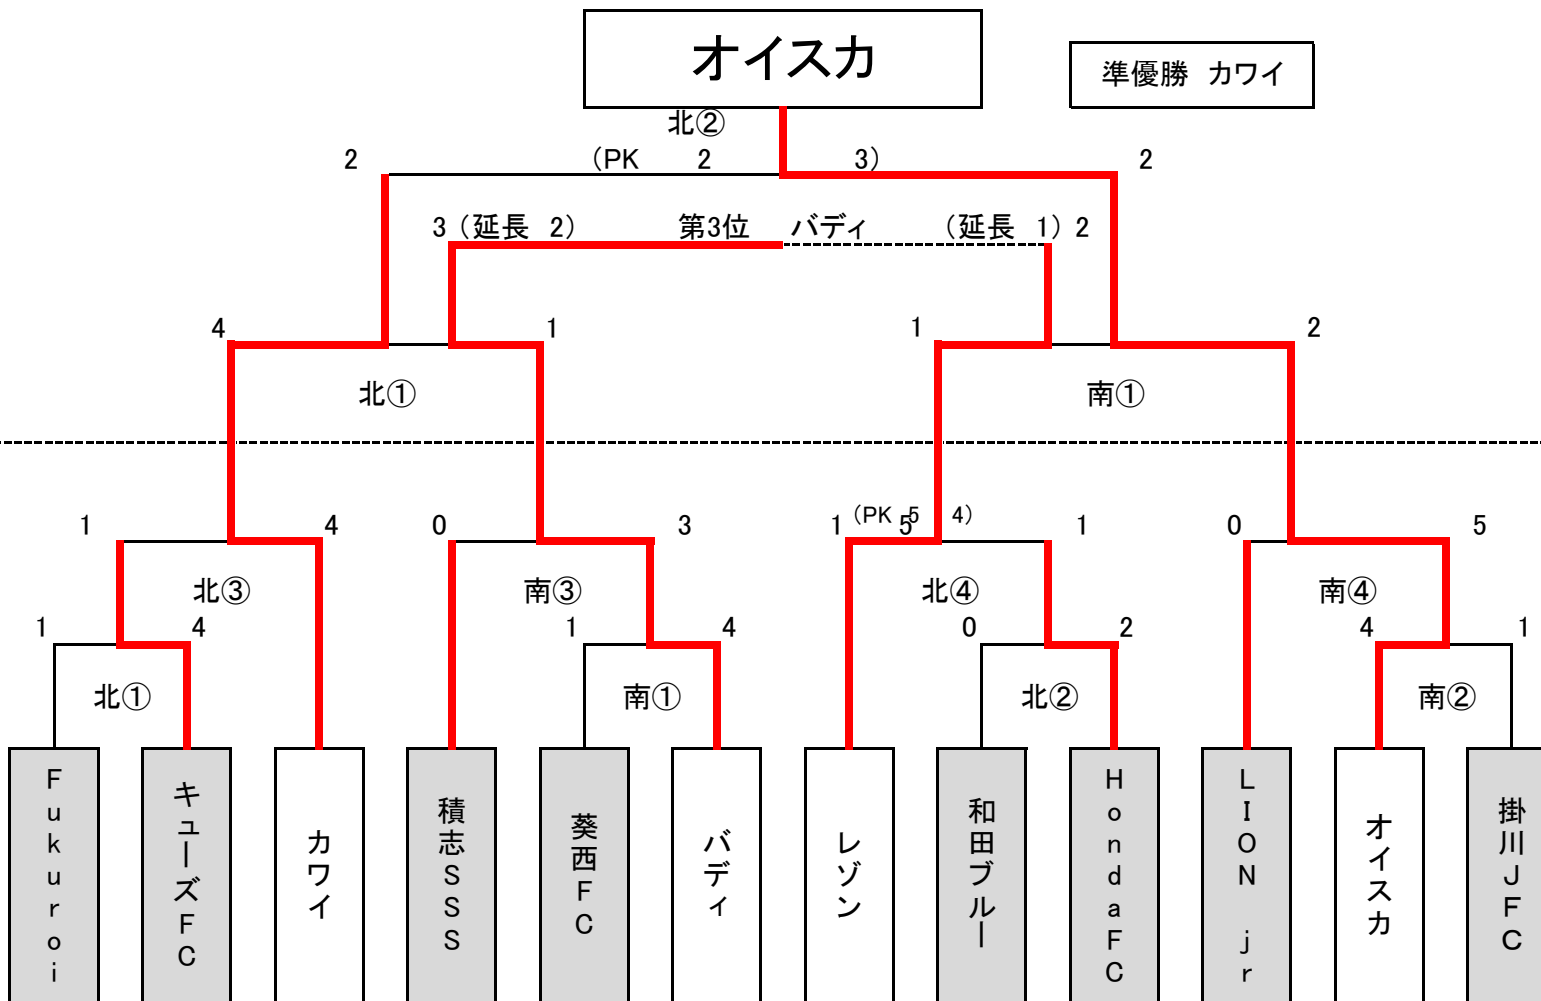 オイスカ
準優勝 カワイ
北②
2 (PK 2 3) 2
3 (延長 2) 第3位 バディ (延長 1) 2
4 1 1 2
北① 南①
1 4 0 3 1 (PK 5 4) 5 1 0 5
北③ 南③ 北④ 南④
1 4 1 4 0 2 4 1
北① 南① 北② 南②
Fukuroi
キューズFC
カワイ
積志SSS
葵西FC
バディ
レゾン
和田ブルー
HondaFC
LION jr
オイスカ
掛川JFC